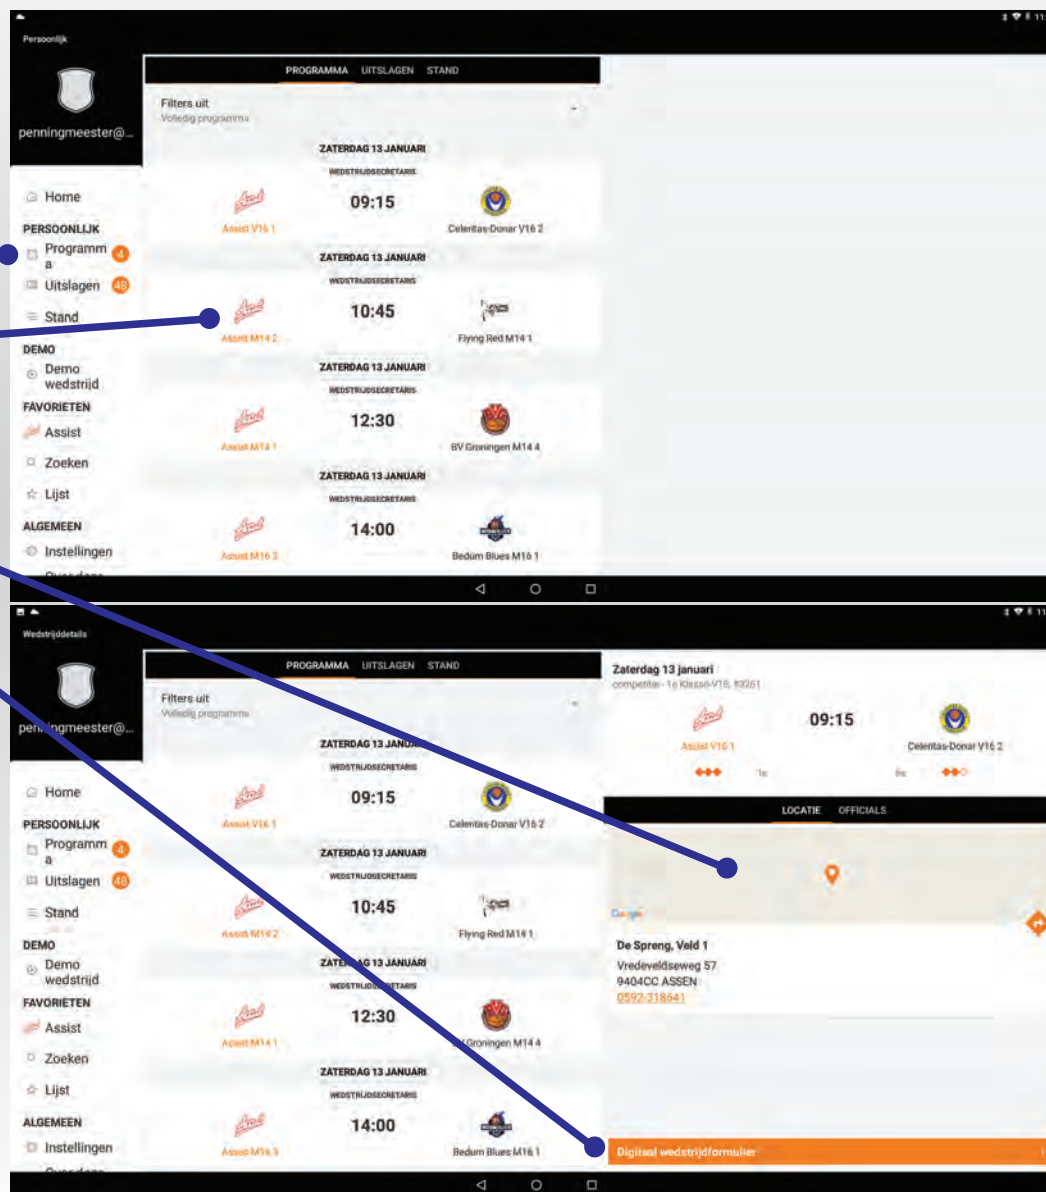 11:
Persoonlijk
PROGRAMMA UITSLAGEN STAND
penningmeester@...
Filters uit
Volledig programma
Home
PERSOONLIJK
Programm
a
4
Uitslagen 48
Stand
DEMO
Demo
wedstrijd
FAVORIETEN
Assist
Zoeken
Lijst
ALGEMEEN
Instellingen
ZATERDAG 13 JANUARI
WEDSTRIJDSECRETARIS
09:15
Assist V16 1
Celeritas-Donar V16 2
ZATERDAG 13 JANUARI
WEDSTRIJDSECRETARIS
10:45
Assist M14 2
Flying Red M14 1
ZATERDAG 13 JANUARI
WEDSTRIJDSECRETARIS
12:30
Assist M14 1
BV Groningen M14 4
ZATERDAG 13 JANUARI
WEDSTRIJDSECRETARIS
14:00
Assist M16 3
Bedum Blues M16 1
11
Wedstrijddetails
PROGRAMMA UITSLAGEN STAND
penningmeester@...
Filters uit
Volledig programma
Home
PERSOONLIJK
Programm
a
4
Uitslagen 48
Stand
DEMO
Demo
wedstrijd
FAVORIETEN
Assist
Zoeken
Lijst
ALGEMEEN
Instellingen
ZATERDAG 13 JANUARI
WEDSTRIJDSECRETARIS
09:15
Assist V16 1
Celeritas-Donar V16 2
ZATERDAG 13 JANUARI
WEDSTRIJDSECRETARIS
10:45
Assist M14 2
Flying Red M14 1
ZATERDAG 13 JANUARI
WEDSTRIJDSECRETARIS
12:30
Assist M14 1
Groningen M14 4
ZATERDAG 13 JANUARI
WEDSTRIJDSECRETARIS
14:00
Assist M16 3
Bedum Blues M16 1
Zaterdag 13 januari
competitie - 1e Klasse-V16, #3261
09:15
Assist V16 1
Celeritas-Donar V16 2
1e
6e
LOCATIE OFFICIALS
Google
De Spreng, Veld 1
Vredeveldseweg 57
9404CC ASSEN
0592-318641
Digitaal wedstrijdformulier